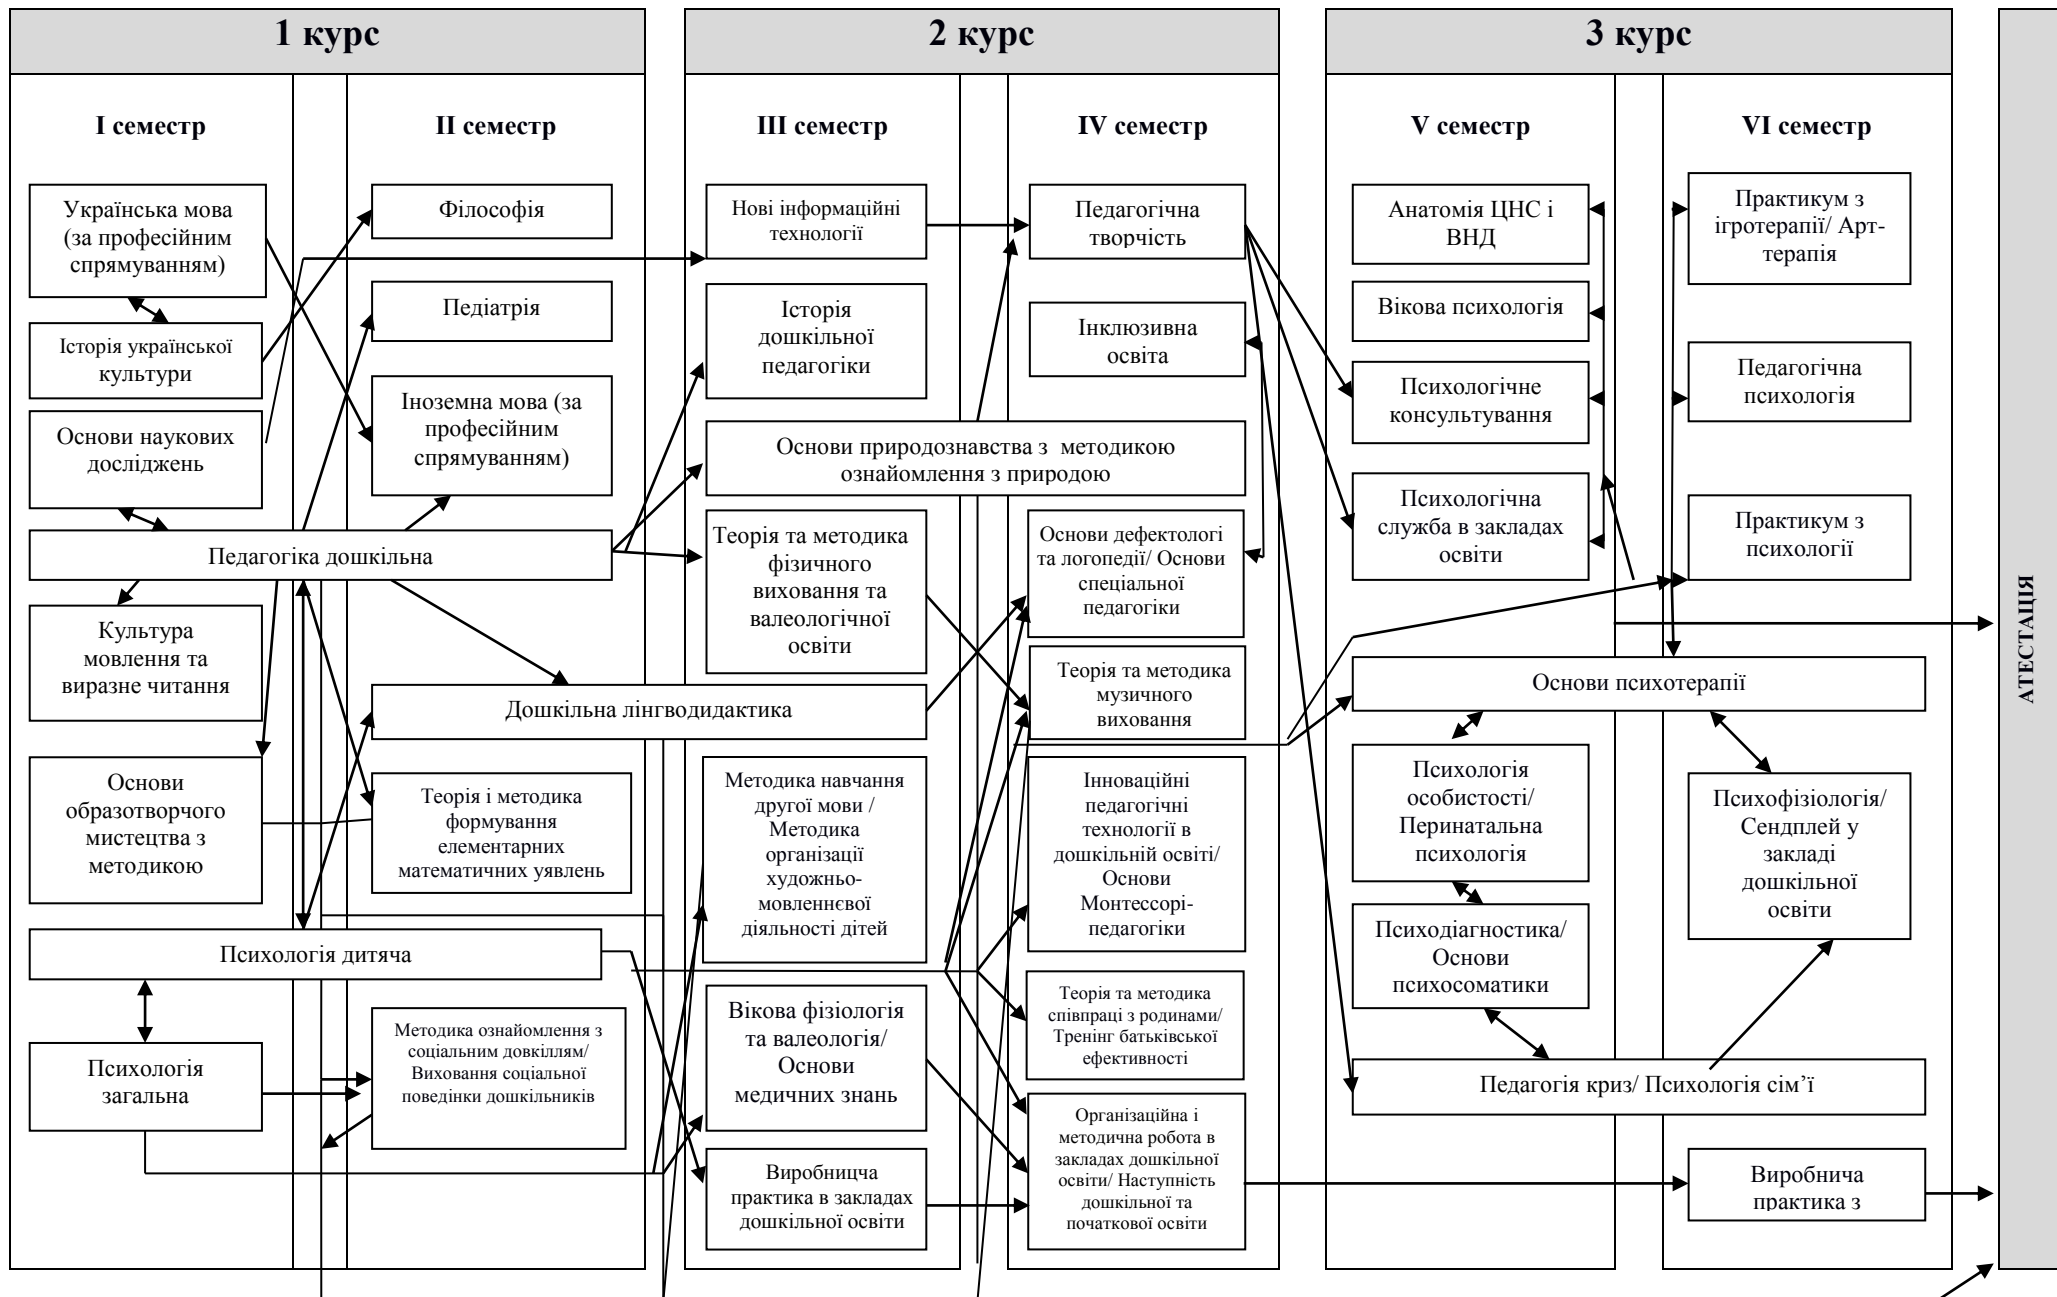 1 курс
2 курс
3 курс
I семестр
II семестр
III семестр
IV семестр
V семестр
VI семестр
Українська мова
(за професійним
спрямуванням)
Історія української
культури
Основи наукових
досліджень
Педагогіка дошкільна
Культура
мовлення та
виразне читання
Основи
образотворчого
мистецтва з
методикою
Психологія дитяча
Психологія
загальна
Філософія
Педіатрія
Іноземна мова (за
професійним
спрямуванням)
Дошкільна лінгводидактика
Теорія і методика
формування
елементарних
математичних уявлень
Методика ознайомлення з
соціальним довкіллям/
Виховання соціальної
поведінки дошкільників
Нові інформаційні
технології
Історія
дошкільної
педагогіки
Основи природознавства з  методикою
ознайомлення з природою
Теорія та методика
фізичного
виховання та
валеологічної
освіти
Методика навчання
другої мови /
Методика
організації
художньо-
мовленнєвої
діяльності дітей
Вікова фізіологія
та валеологія/
Основи
медичних знань
Виробницча
практика в закладах
дошкільної освіти
Педагогічна
творчість
Інклюзивна
освіта
Основи дефектологі
та логопедії/ Основи
спеціальної
педагогіки
Теорія та методика
музичного
виховання
Інноваційні
педагогічні
технології в
дошкільній освіті/
Основи
Монтессорі-
педагогіки
Теорія та методика
співпраці з родинами/
Тренінг батьківської
ефективності
Організаційна і
методична робота в
закладах дошкільної
освіти/ Наступність
дошкільної та
початкової освіти
Анатомія ЦНС і
ВНД
Вікова психологія
Психологічне
консультування
Психологічна
служба в закладах
освіти
Основи психотерапії
Психологія
особистості/
Перинатальна
психологія
Психодіагностика/
Основи
психосоматики
Педагогія криз/ Психологія сім’ї
Практикум з
ігротерапії/ Арт-
терапія
Педагогічна
психологія
Практикум з
психології
Психофізіологія/
Сендплей у
закладі
дошкільної
освіти
Виробнича
практика з
АТЕСТАЦІЯ